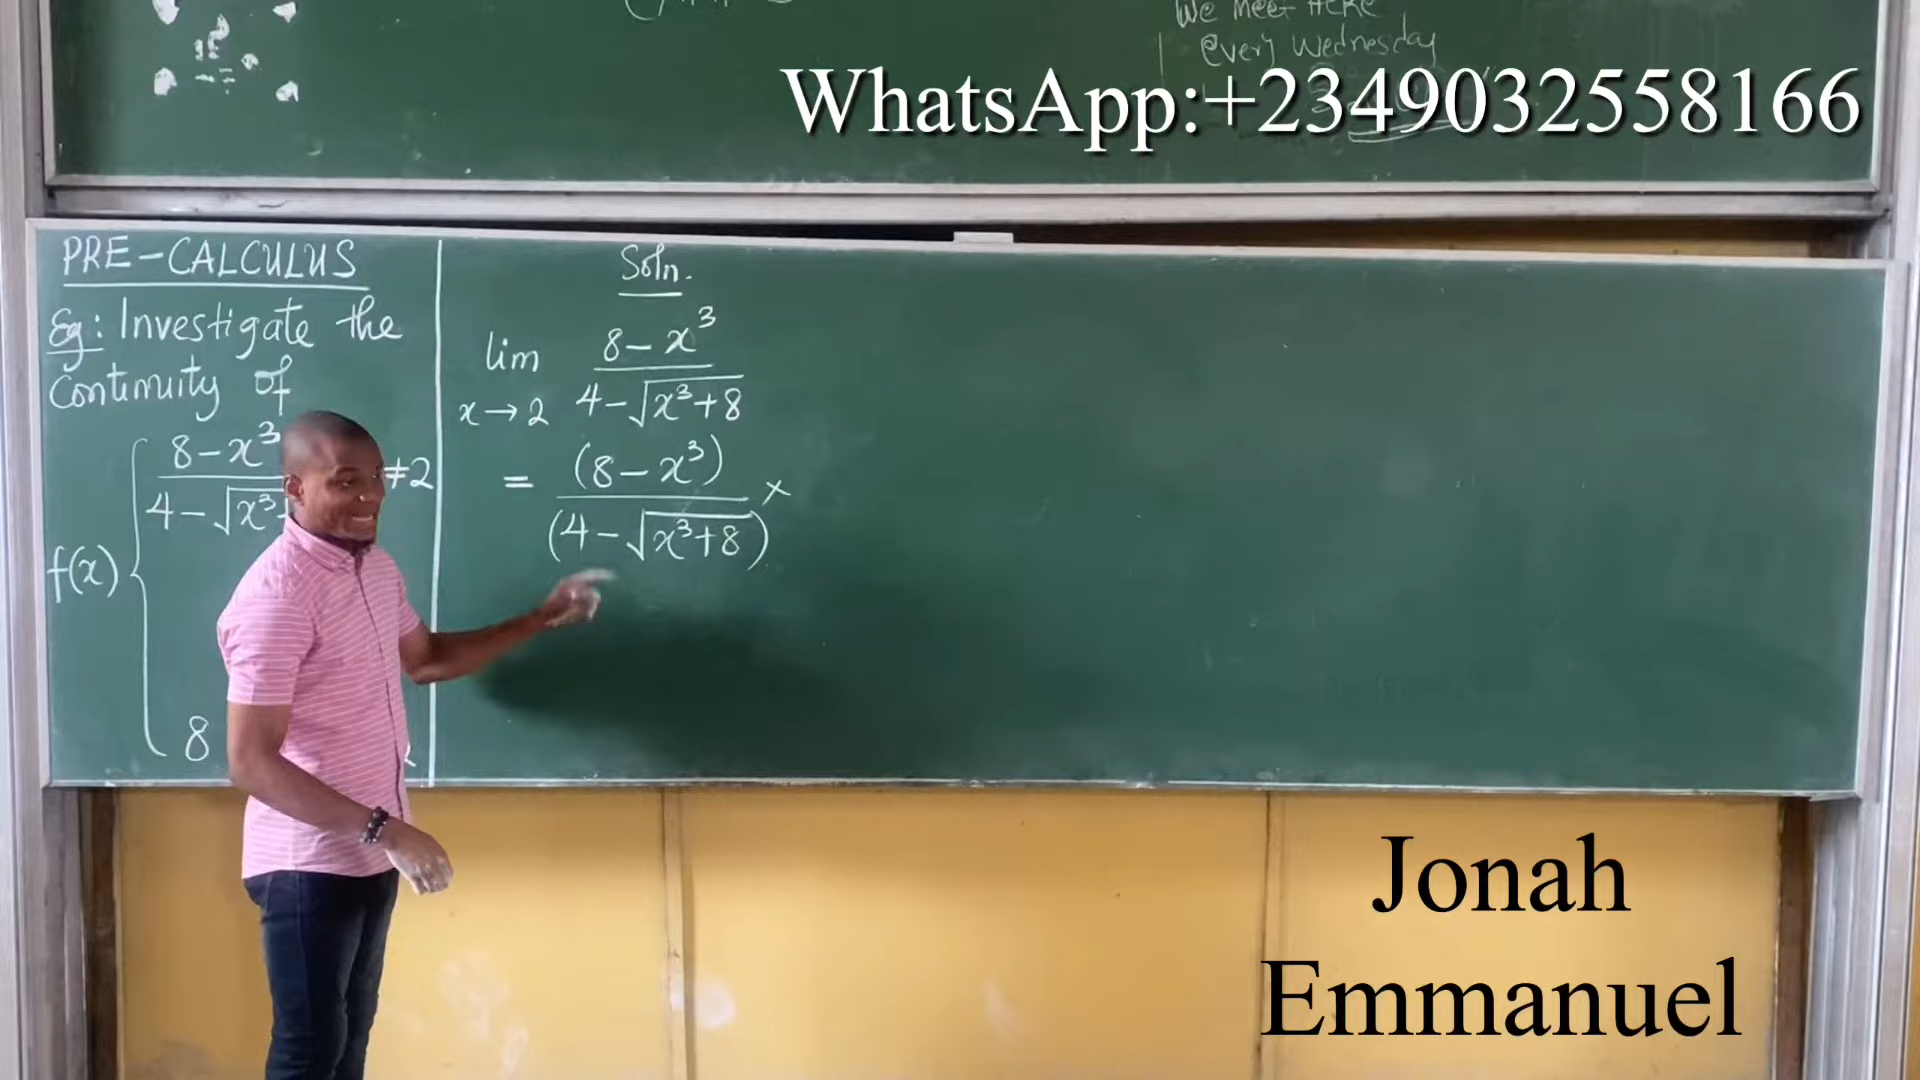 We meet HERE
Every Wednesday
WhatsApp:+2349032558166
PRE-CALCULUS
Eg: Investigate the
Continuity of
f(x) { 8-x³
4-√x³
≠2
8
Soln.
lim x→2 8-x³
4-√x³+8
= (8-x³) ×
(4-√x³+8)
Jonah
Emmanuel